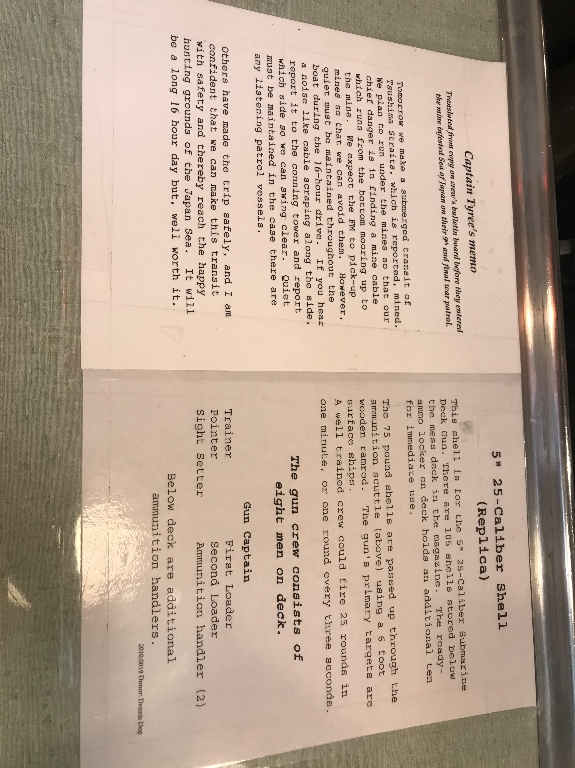 Captain Tyree's memo
Translated from copy on crew's bulletin board before they entered
the mine infested Sea of Japan on their 9th and final war patrol.
Tomorrow we make a submerged transit of
Tsushima Straits, which is reported, mined.
We plan to run under the mines so that our
chief danger is in finding a mine cable
which runs from the bottom mooring up to
the mine. We expect the FM to pick-up
mines so that we can avoid them. However,
quiet must be maintained throughout the
boat during the 16-hour drive. If you hear
a noise like cable scraping along the side,
report it to the conning tower and report
which side so we can swing clear. Quiet
must be maintained in the case there are
any listening patrol vessels.
Others have made the trip safely, and I am
confident that we can make this transit
with safety and thereby reach the happy
hunting grounds of the Japan Sea. It will
be a long 16 hour day but, well worth it.
5" 25-Caliber Shell
(Replica)
This shell is for the 5" 25-Caliber Submarine
Deck Gun. There are 105 shells stored below
the mess deck in the magazine. The ready-
ammo locker on deck holds an additional ten
for immediate use.
The 75 pound shells are passed up through the
ammunition scuttle (above) using a 6 foot
wooden ramrod. The gun's primary targets are
surface ships.
A well trained crew could fire 25 rounds in
one minute, or one round every three seconds.
The gun crew consists of
eight men on deck.
Gun Captain
Trainer First Loader
Pointer Second Loader
Sight Setter Ammunition handler (2)
Below deck are additional
ammunition handlers.
Dennis